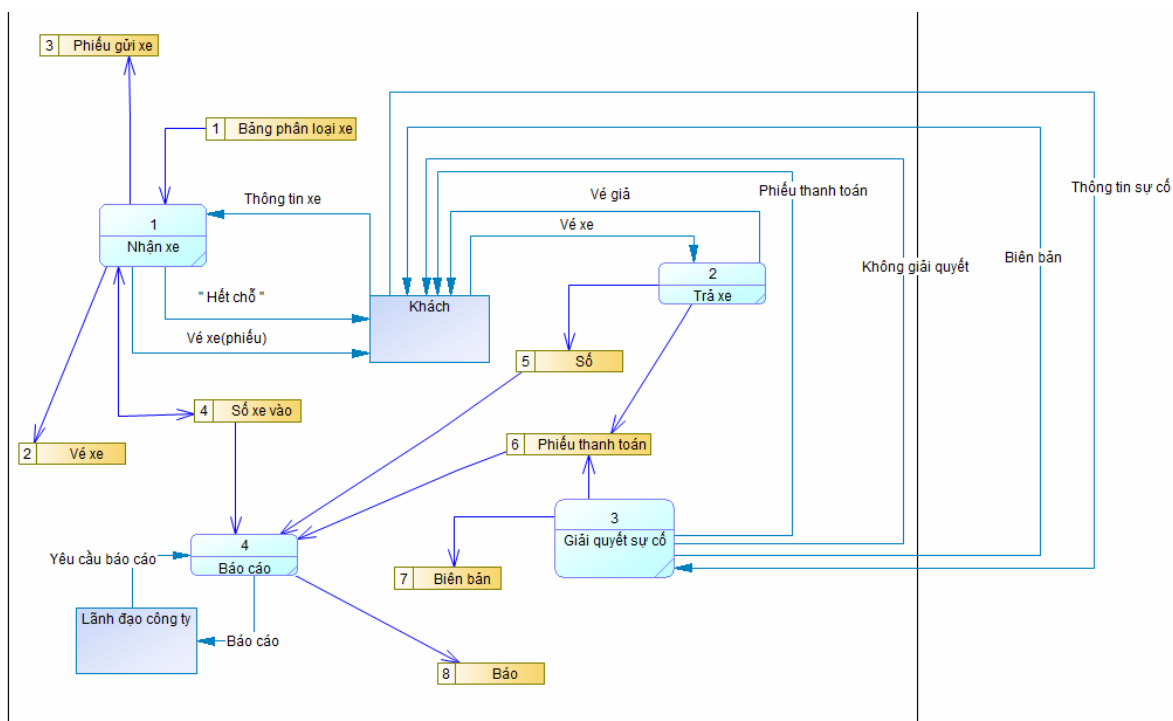 3 Phiếu gửi xe
1 Bảng phân loại xe
Thông tin xe
Vé giả
Phiếu thanh toán
Thông tin sự cố
1
Nhận xe
Vé xe
2
Trả xe
Không giải quyết
Biên bản
" Hết chỗ "
Khách
Vé xe(phiếu)
5 Số
4 Số xe vào
2 Vé xe
6 Phiếu thanh toán
3
Giải quyết sự cố
4
Báo cáo
Yêu cầu báo cáo
7 Biên bản
Lãnh đạo công ty
Báo cáo
8 Báo